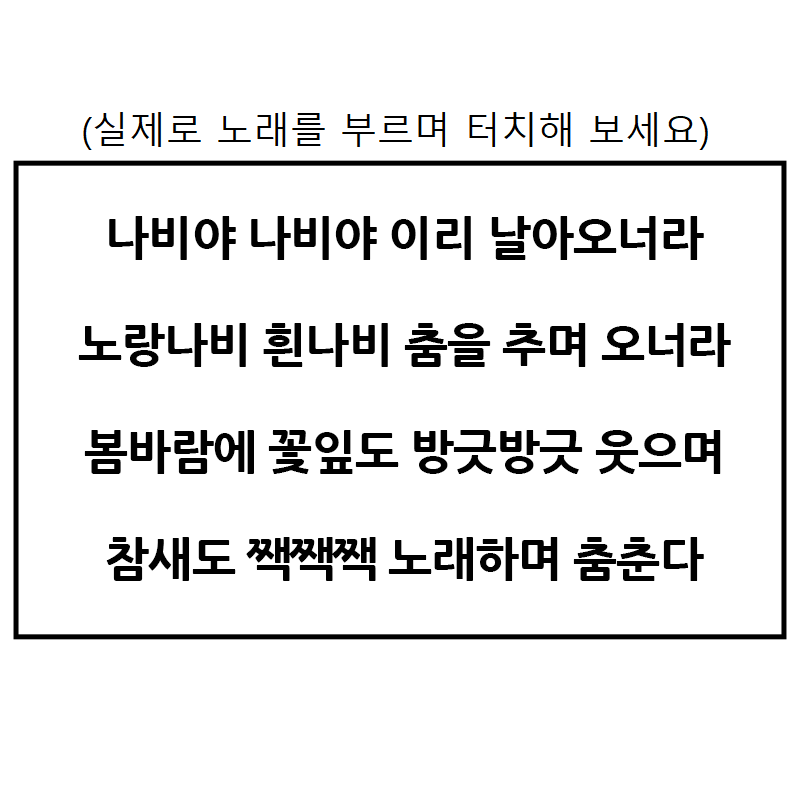 (실제로 노래를 부르며 터치해 보세요)
나비야 나비야 이리 날아오너라
노랑나비 흰나비 춤을 추며 오너라
봄바람에 꽃잎도 방긋방긋 웃으며
참새도 짹짹짹 노래하며 춤춘다